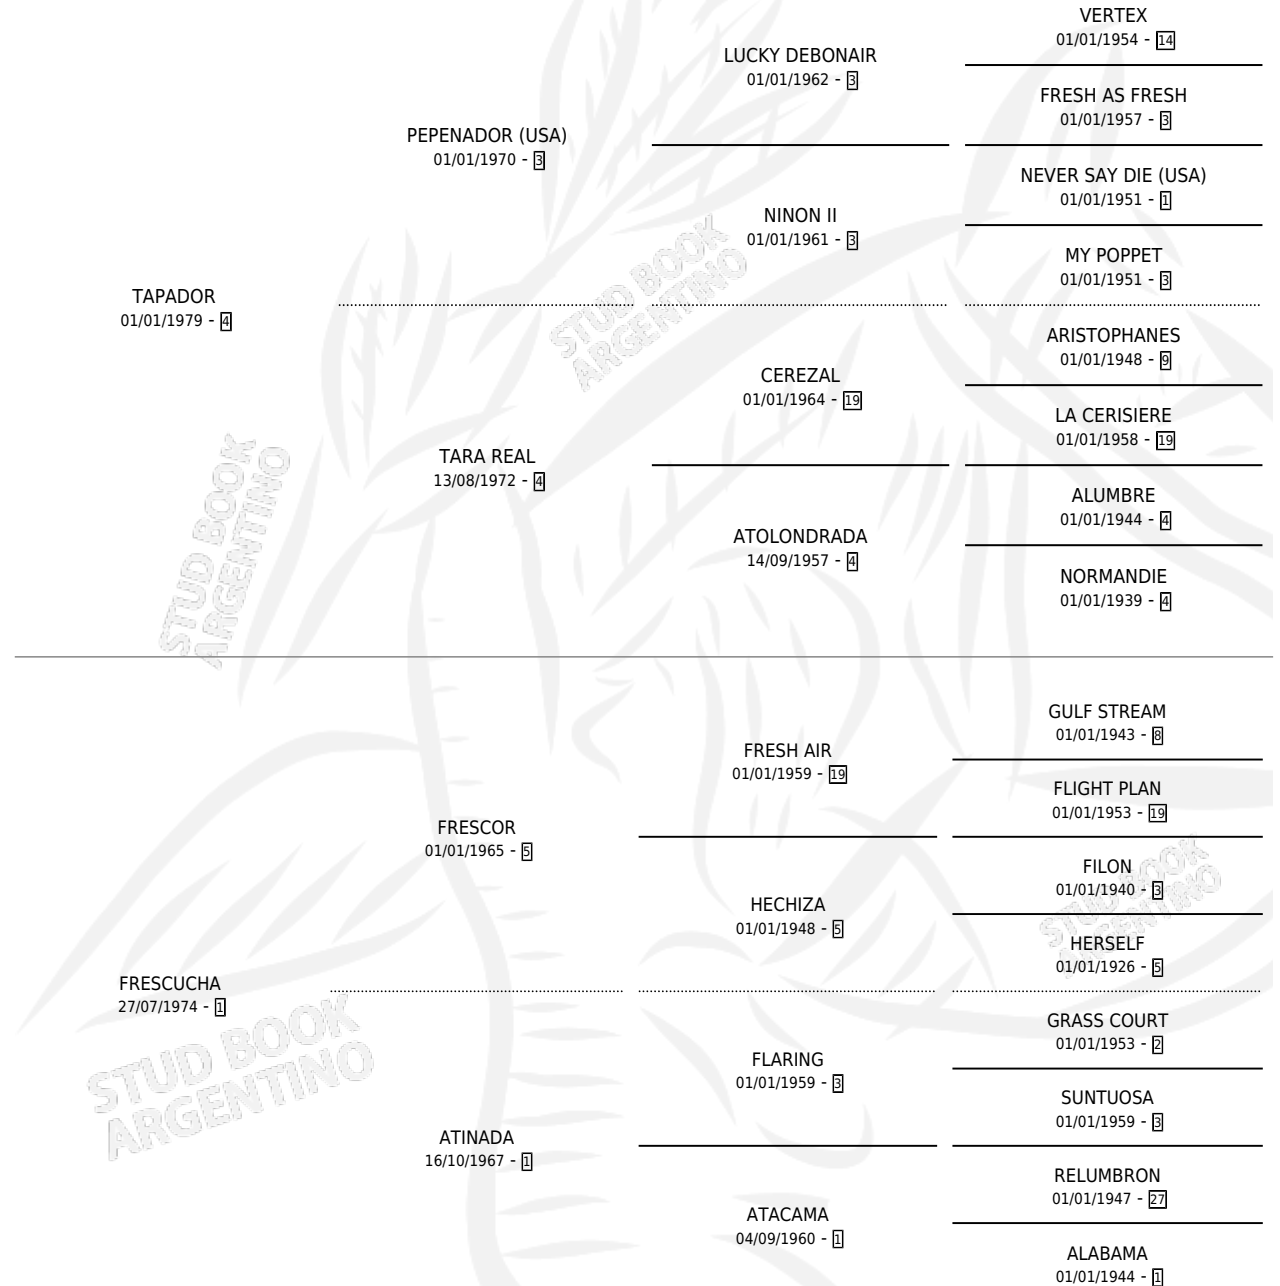 VERTEX
01/01/1954 - 14
LUCKY DEBONAIR
01/01/1962 - 3
FRESH AS FRESH
01/01/1957 - 3
PEPENADOR (USA)
01/01/1970 - 3
NEVER SAY DIE (USA)
01/01/1951 - 1
NINON II
01/01/1961 - 3
MY POPPET
01/01/1951 - 3
TAPADOR
01/01/1979 - 4
STUD BOOK
ARGENTINO
ARISTOPHANES
01/01/1948 - 9
CEREZAL
01/01/1964 - 19
LA CERISIERE
01/01/1958 - 19
TARA REAL
13/08/1972 - 4
ALUMBRE
01/01/1944 - 4
ATOLONDRADA
14/09/1957 - 4
NORMANDIE
01/01/1939 - 4
STUD BOOK
ARGENTINO
GULF STREAM
01/01/1943 - 8
FRESH AIR
01/01/1959 - 19
FLIGHT PLAN
01/01/1953 - 19
FRESCOR
01/01/1965 - 5
FILON
01/01/1940 - 3
HECHIZA
01/01/1948 - 5
STUD BOOK
ARGENTINO
HERSELF
01/01/1926 - 5
FRESCUCHA
27/07/1974 - 1
GRASS COURT
01/01/1953 - 2
FLARING
01/01/1959 - 3
STUD BOOK
ARGENTINO
SUNTUOSA
01/01/1959 - 3
ATINADA
16/10/1967 - 1
RELUMBRON
01/01/1947 - 27
ATACAMA
04/09/1960 - 1
ALABAMA
01/01/1944 - 1